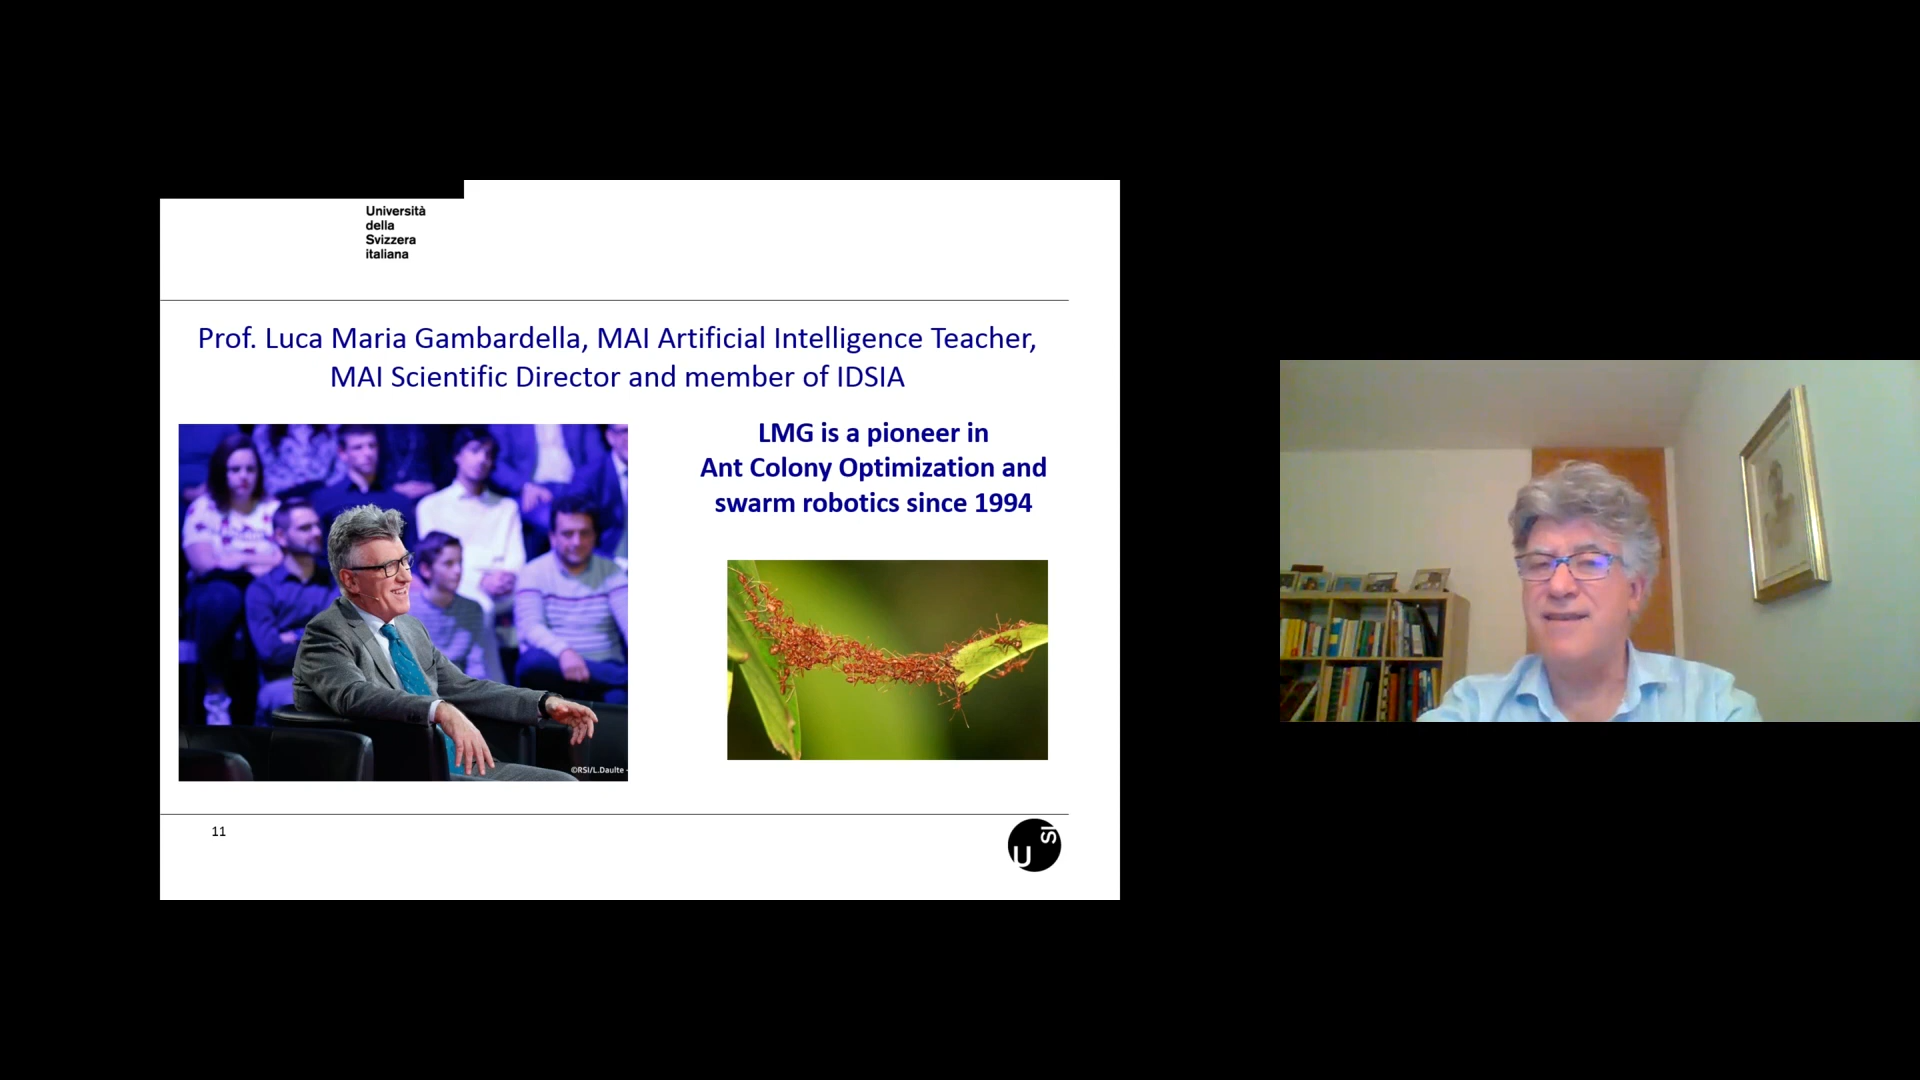 Università
della
Svizzera
italiana
Prof. Luca Maria Gambardella, MAI Artificial Intelligence Teacher,
MAI Scientific Director and member of IDSIA
LMG is a pioneer in
Ant Colony Optimization and
swarm robotics since 1994
©RSI/L.Daulte -
11
U SI